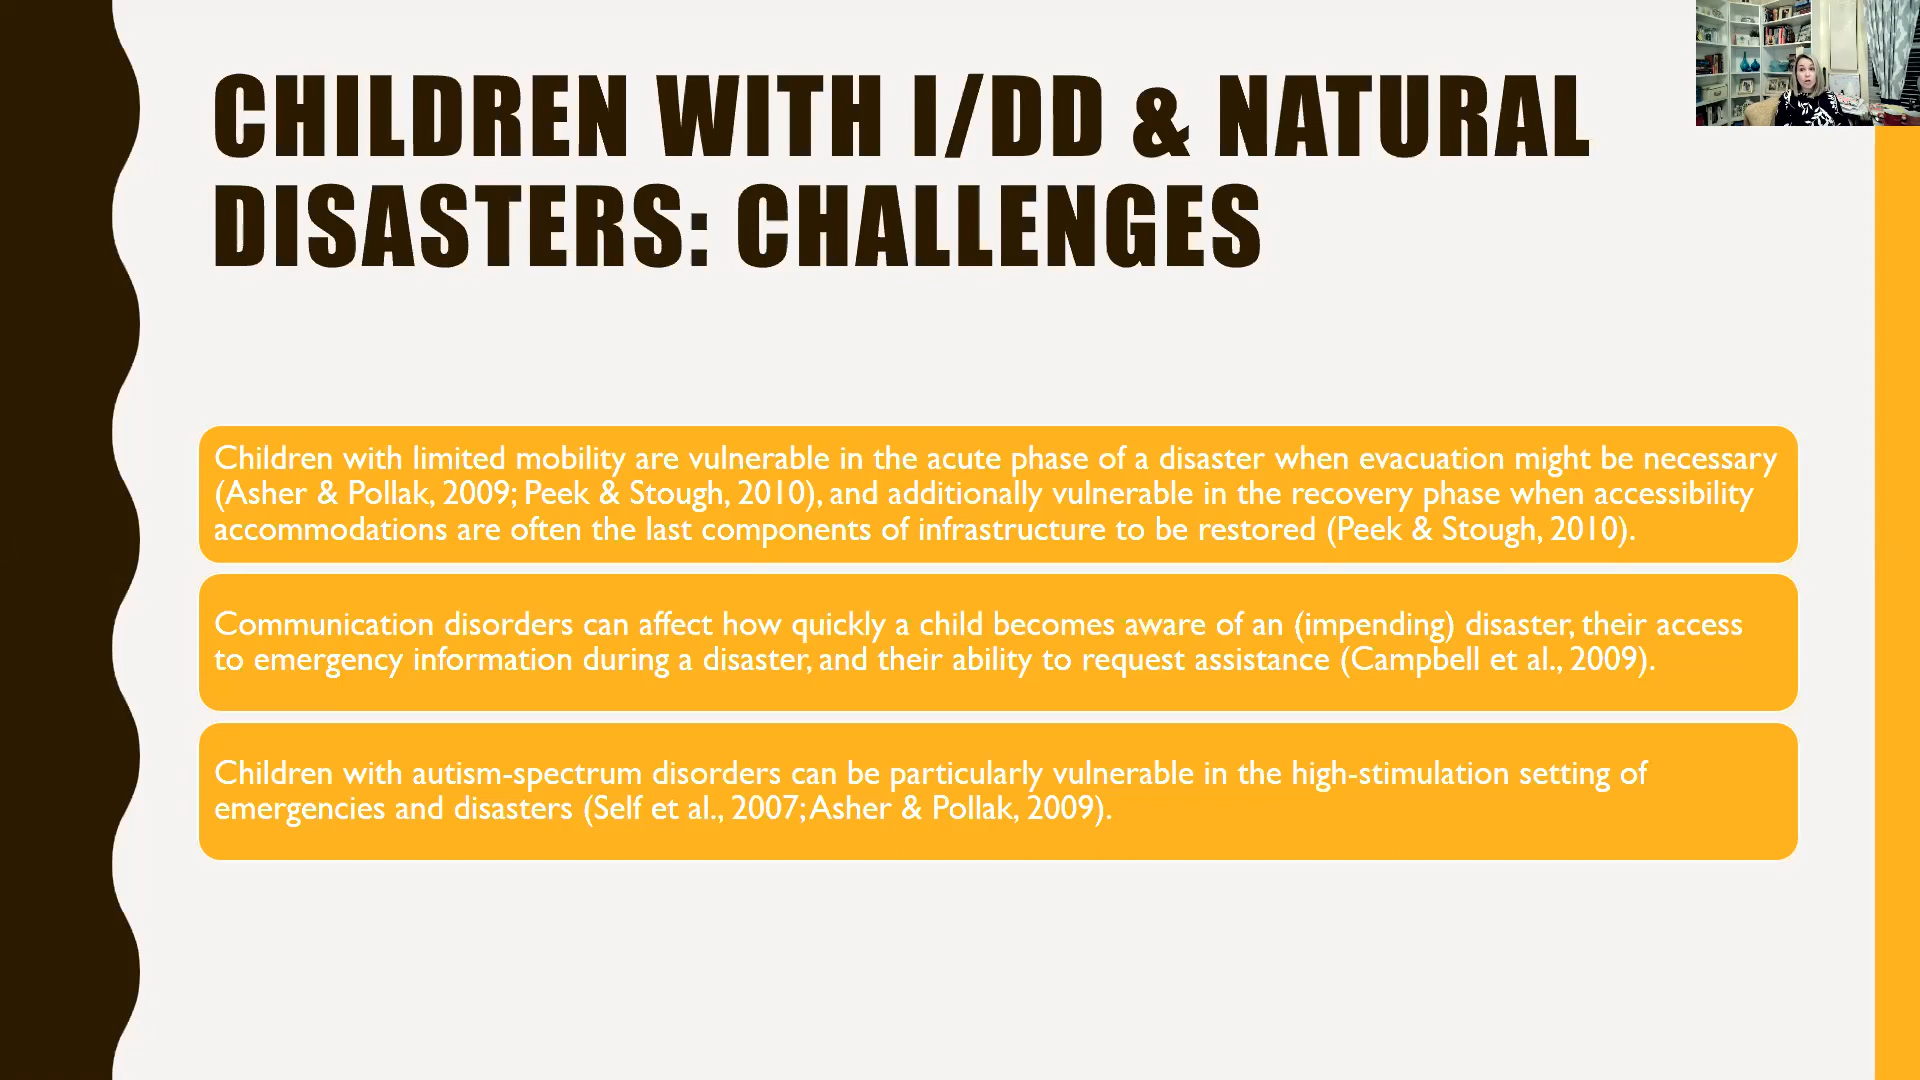 CHILDREN WITH I/DD & NATURAL
DISASTERS: CHALLENGES
Children with limited mobility are vulnerable in the acute phase of a disaster when evacuation might be necessary
(Asher & Pollak, 2009; Peek & Stough, 2010), and additionally vulnerable in the recovery phase when accessibility
accommodations are often the last components of infrastructure to be restored (Peek & Stough, 2010).
Communication disorders can affect how quickly a child becomes aware of an (impending) disaster, their access
to emergency information during a disaster, and their ability to request assistance (Campbell et al., 2009).
Children with autism-spectrum disorders can be particularly vulnerable in the high-stimulation setting of
emergencies and disasters (Self et al., 2007; Asher & Pollak, 2009).